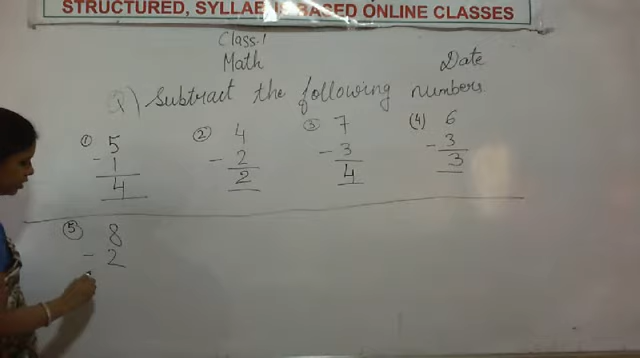 STRUCTURED, SYLLABUS BASED ONLINE CLASSES
Class-1
Math
Date
Q) Subtract the following numbers
① 5
- 1
4
② 4
- 2
2
③ 7
- 3
4
(4) 6
- 3
3
⑤ 8
- 2